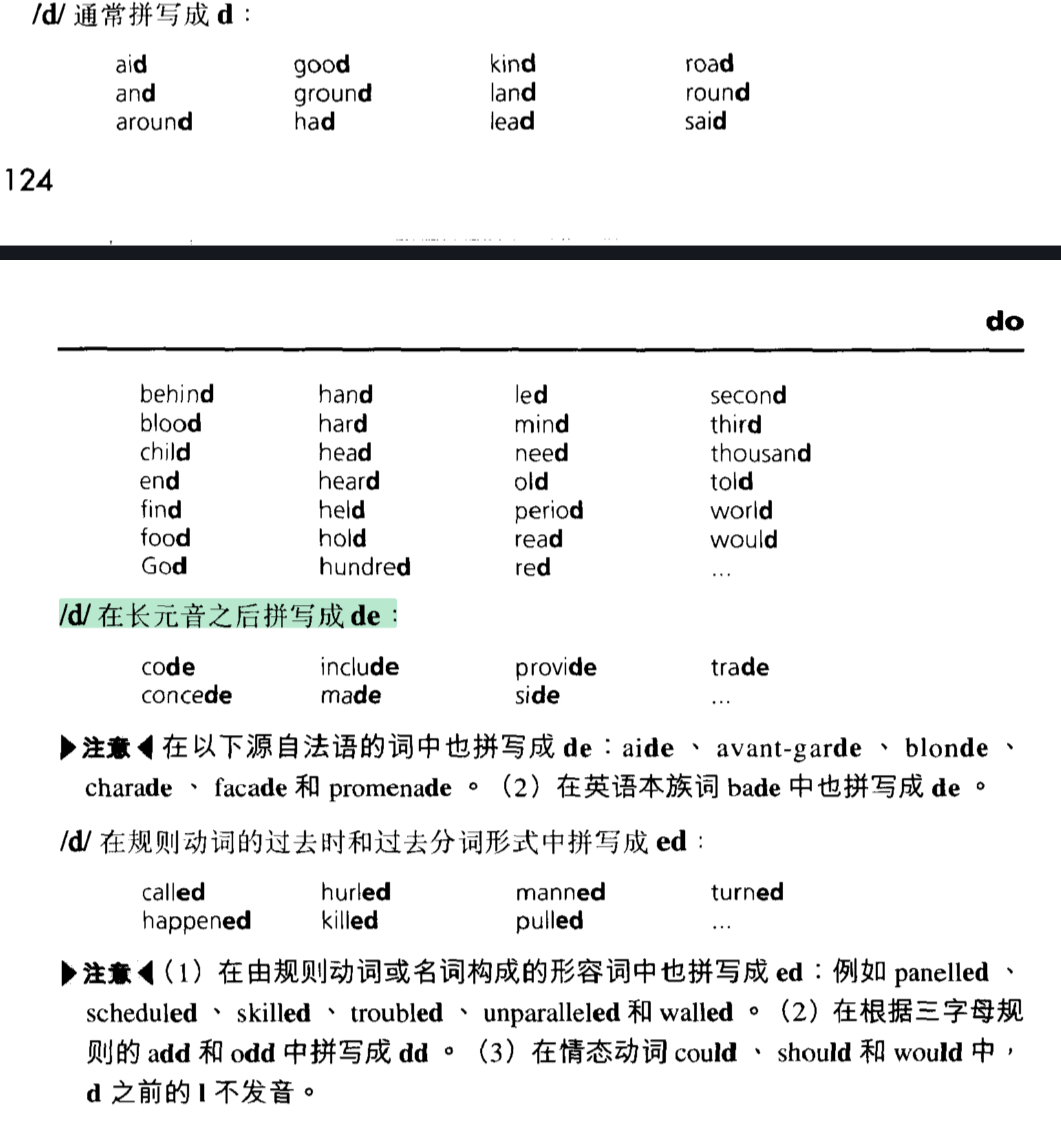 /d/ 通常拼写成 d：
aid good kind road
and ground land round
around had lead said
124
do
behind hand led second
blood hard mind third
child head need thousand
end heard old told
find held period world
food hold read would
God hundred red ...
/d/ 在长元音之后拼写成 de：
code include provide trade
concede made side ...
▶注意◀ 在以下源自法语的词中也拼写成 de：aide、avant-garde、blonde、
charade、facade 和 promenade。（2）在英语本族词 bade 中也拼写成 de。
/d/ 在规则动词的过去时和过去分词形式中拼写成 ed：
called hurled manned turned
happened killed pulled ...
▶注意◀（1）在由规则动词或名词构成的形容词中也拼写成 ed：例如 panelled、
scheduled、skilled、troubled、unparalleled 和 walled。（2）在根据三字母规
则的 add 和 odd 中拼写成 dd。（3）在情态动词 could、should 和 would 中，
d 之前的 l 不发音。